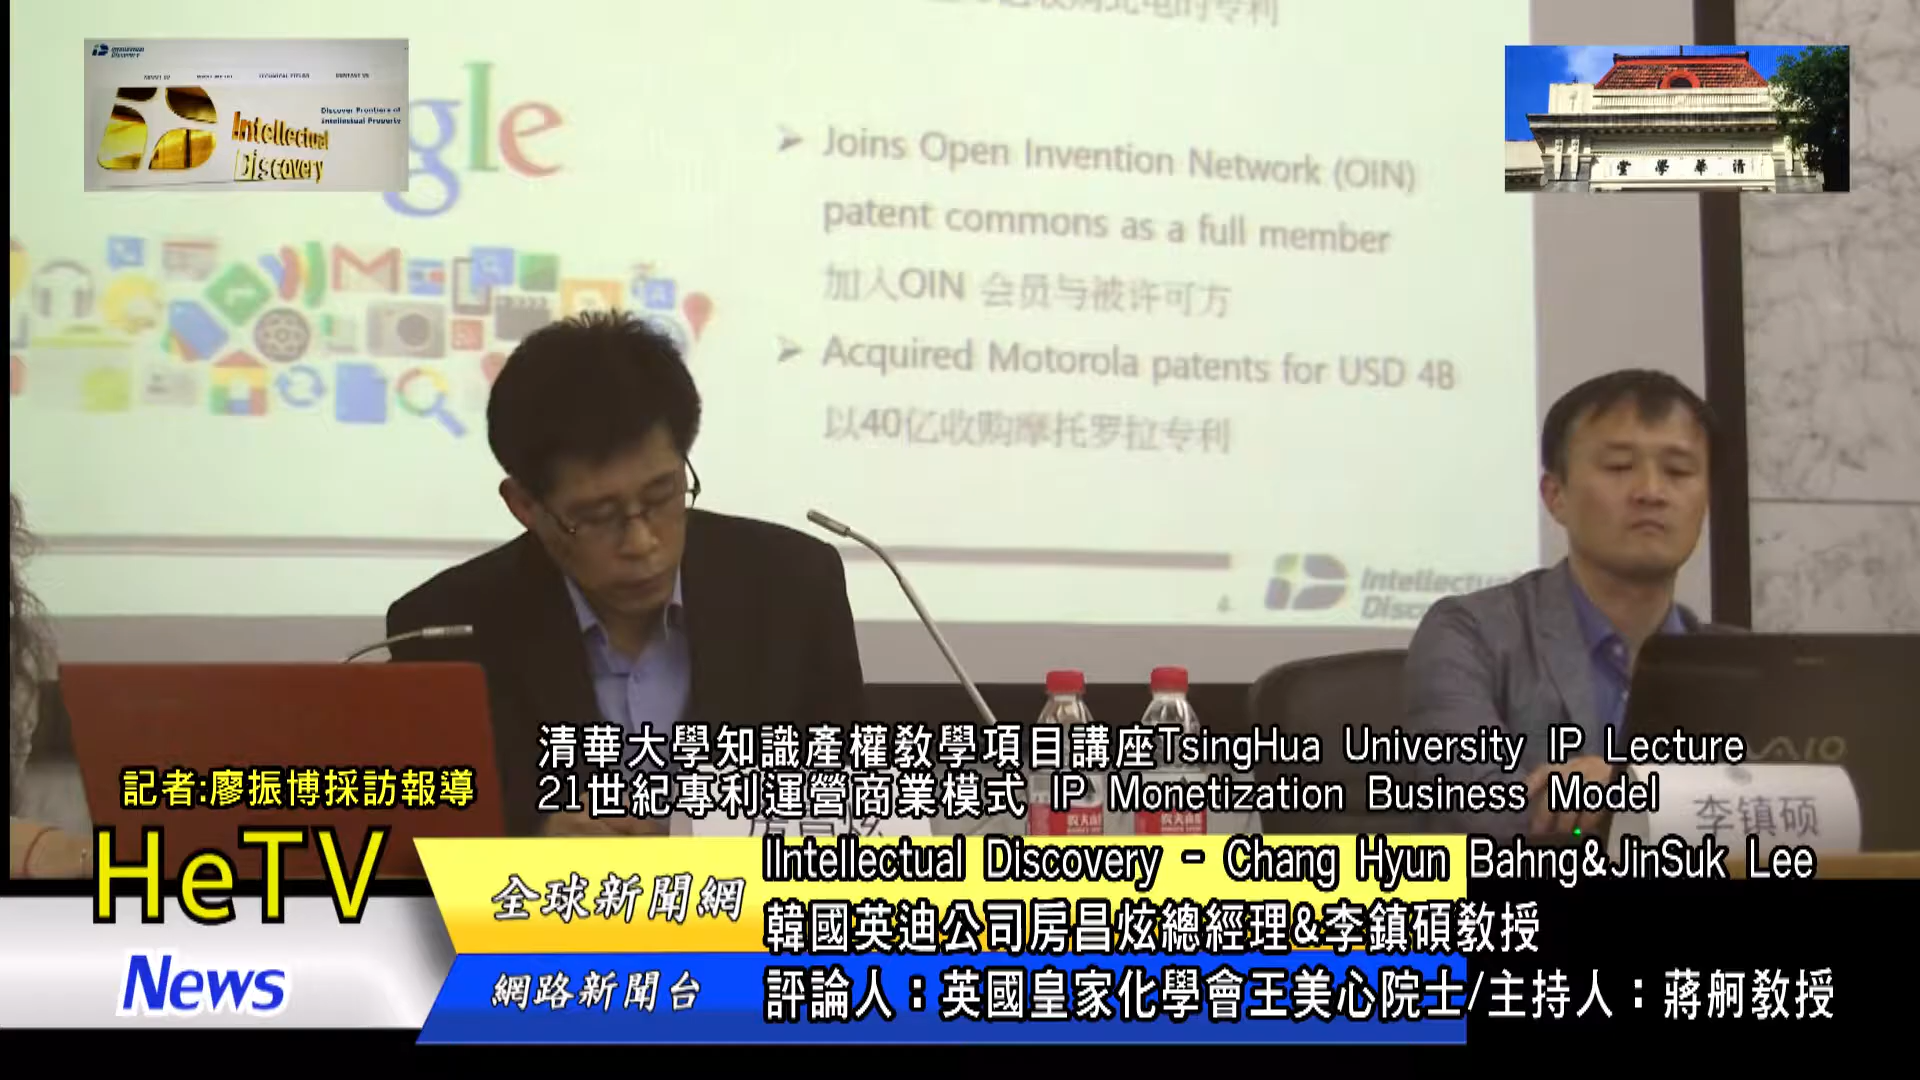 Intellectual
Discovery
Discover Frontiers of
Intellectual Property
Intellectual
Discovery
清華學堂
gle
Joins Open Invention Network (OIN)
patent commons as a full member
加入OIN 会员与被许可方
Acquired Motorola patents for USD 4B
以40亿收购摩托罗拉专利
VAIO
李镇硕
清華大學知識產權教學項目講座TsingHua University IP Lecture
21世紀專利運營商業模式 IP Monetization Business Model
記者:廖振博採訪報導
HeTV
News
全球新聞網
網路新聞台
IIntellectual Discovery - Chang Hyun Bahng&JinSuk Lee
韓國英迪公司房昌炫總經理&李鎮碩教授
評論人：英國皇家化學會王美心院士/主持人：蔣舸教授